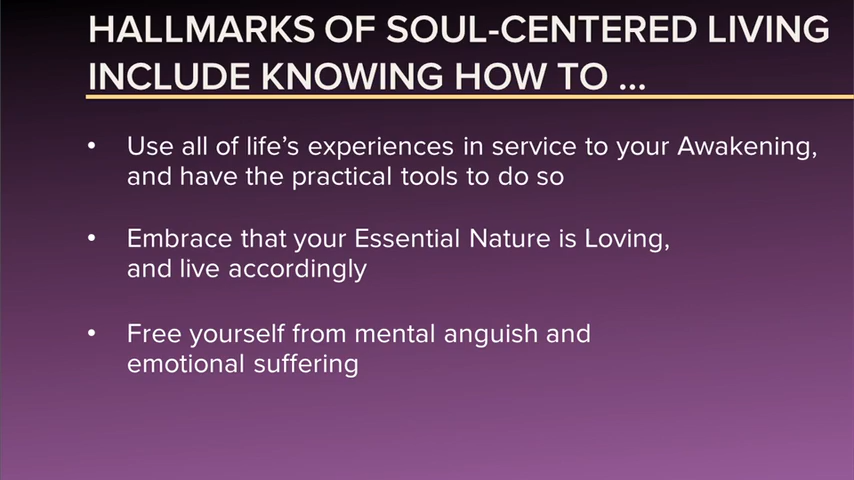 HALLMARKS OF SOUL-CENTERED LIVING
INCLUDE KNOWING HOW TO ...
• Use all of life’s experiences in service to your Awakening,
and have the practical tools to do so
• Embrace that your Essential Nature is Loving,
and live accordingly
• Free yourself from mental anguish and
emotional suffering